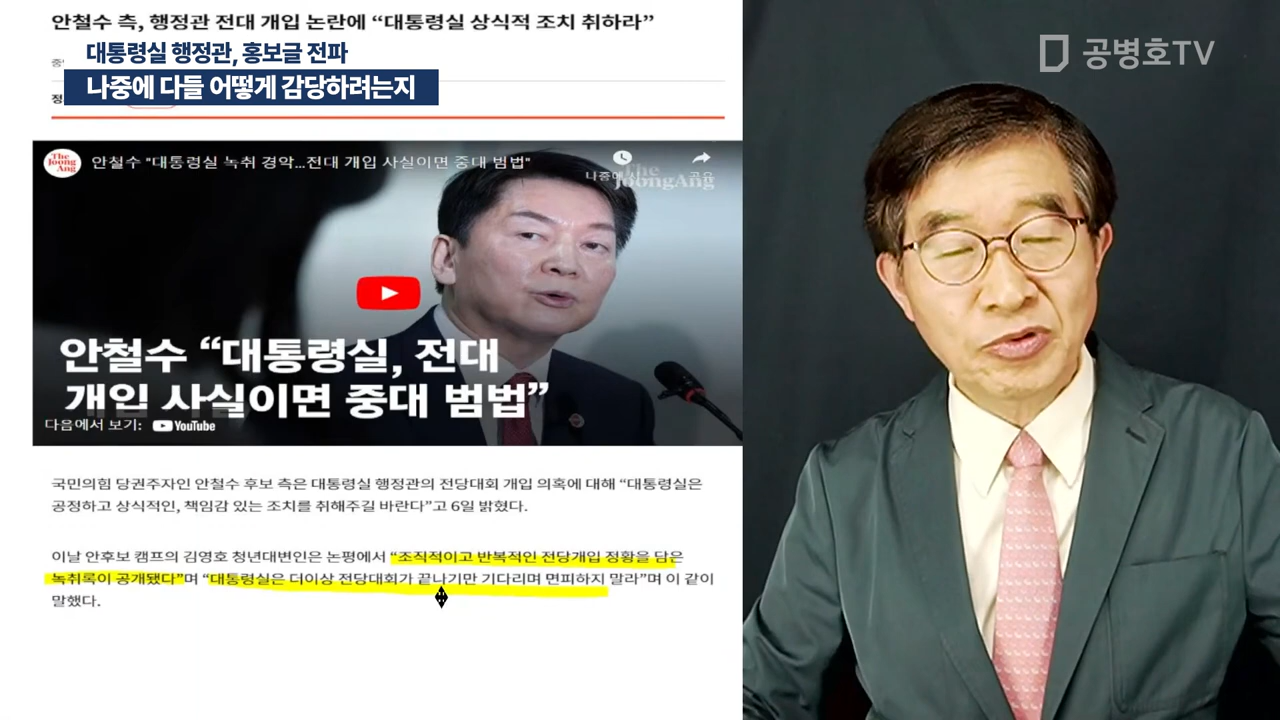 안철수 측, 행정관 전대 개입 논란에 “대통령실 상식적 조치 취하라”
대통령실 행정관, 홍보글 전파
나중에 다들 어떻게 감당하려는지
공병호TV
The JoongAng
안철수 "대통령실 녹취 경악...전대 개입 사실이면 중대 범법"
The JoongAng
공유
안철수 “대통령실, 전대
개입 사실이면 중대 범법”
다음에서 보기: YouTube
국민의힘 당권주자인 안철수 후보 측은 대통령실 행정관의 전당대회 개입 의혹에 대해 “대통령실은
공정하고 상식적인, 책임감 있는 조치를 취해주길 바란다”고 6일 밝혔다.
이날 안후보 캠프의 김영호 청년대변인은 논평에서 “조직적이고 반복적인 전당개입 정황을 담은
녹취록이 공개됐다”며 “대통령실은 더이상 전당대회가 끝나기만 기다리며 면피하지 말라”며 이 같이
말했다.